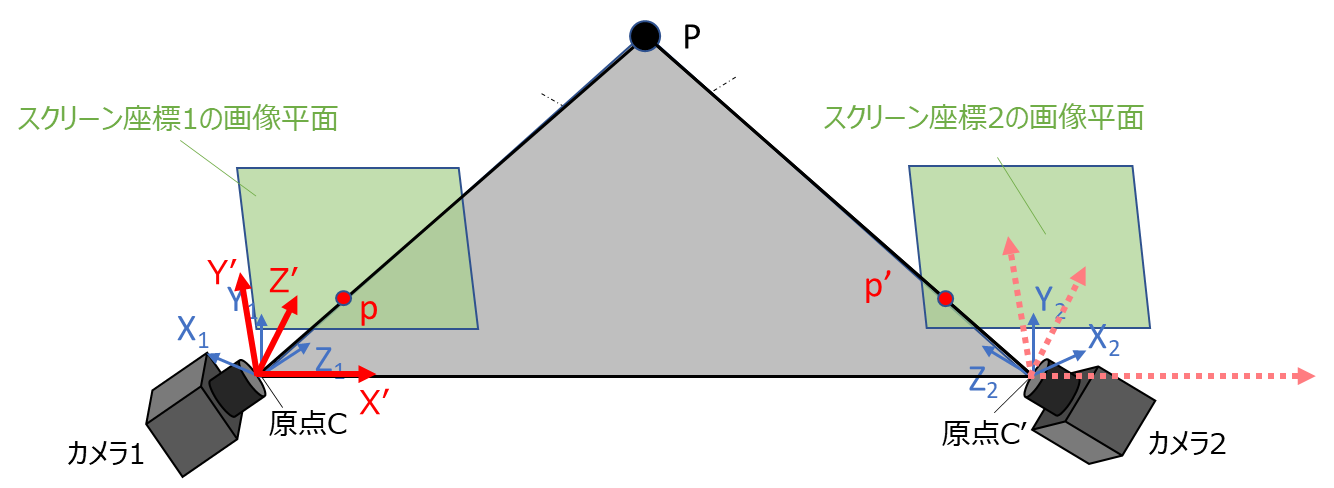 P
スクリーン座標1の画像平面
スクリーン座標2の画像平面
Y′
Z′
p
p′
Y1
X1
Z1
X′
Y2
X2
Z2
原点C
原点C′
カメラ1
カメラ2